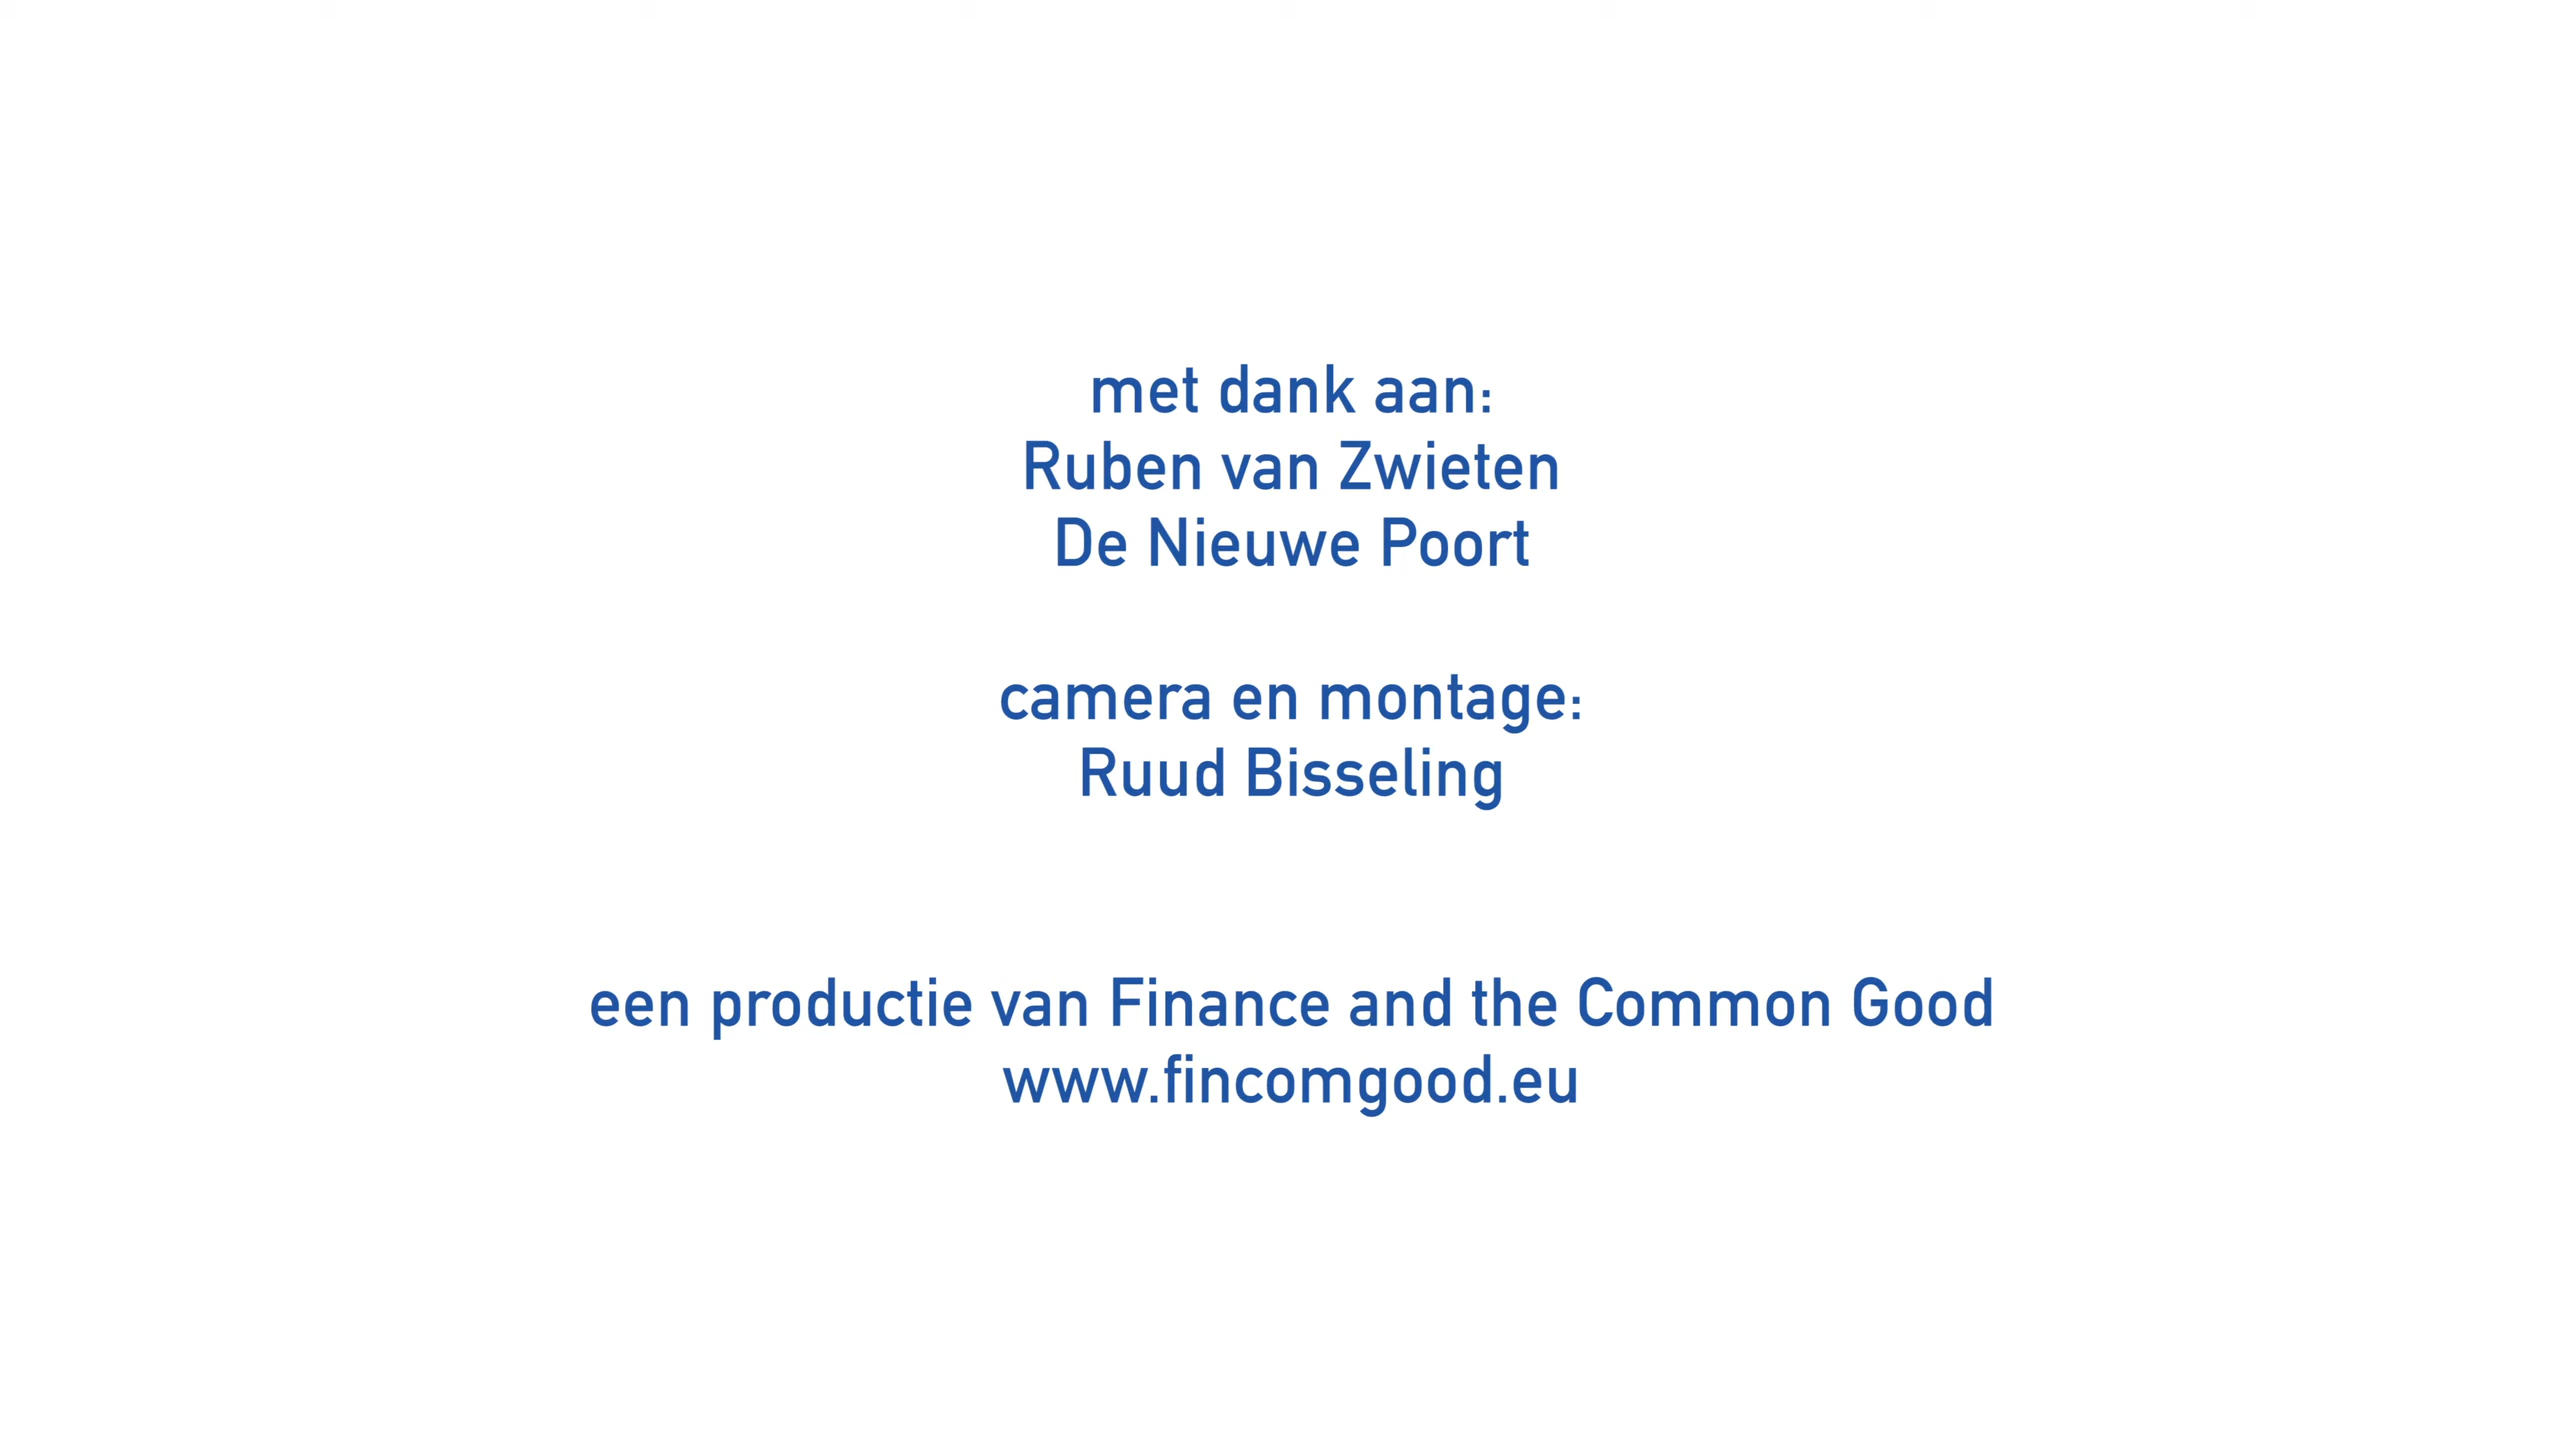 met dank aan:
Ruben van Zwieten
De Nieuwe Poort
camera en montage:
Ruud Bisseling
een productie van Finance and the Common Good
www.fincomgood.eu